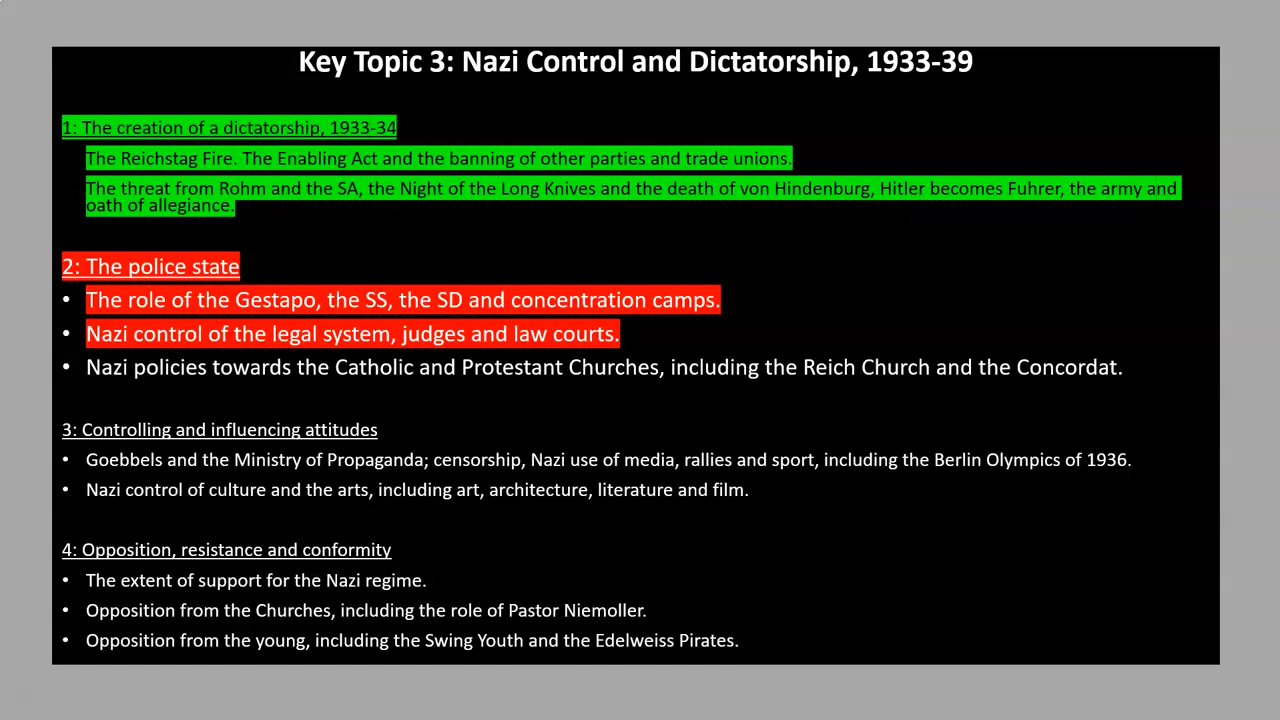 Key Topic 3: Nazi Control and Dictatorship, 1933-39
1: The creation of a dictatorship, 1933-34
The Reichstag Fire. The Enabling Act and the banning of other parties and trade unions.
The threat from Rohm and the SA, the Night of the Long Knives and the death of von Hindenburg, Hitler becomes Fuhrer, the army and
oath of allegiance.
2: The police state
• The role of the Gestapo, the SS, the SD and concentration camps.
• Nazi control of the legal system, judges and law courts.
• Nazi policies towards the Catholic and Protestant Churches, including the Reich Church and the Concordat.
3: Controlling and influencing attitudes
• Goebbels and the Ministry of Propaganda; censorship, Nazi use of media, rallies and sport, including the Berlin Olympics of 1936.
• Nazi control of culture and the arts, including art, architecture, literature and film.
4: Opposition, resistance and conformity
• The extent of support for the Nazi regime.
• Opposition from the Churches, including the role of Pastor Niemoller.
• Opposition from the young, including the Swing Youth and the Edelweiss Pirates.